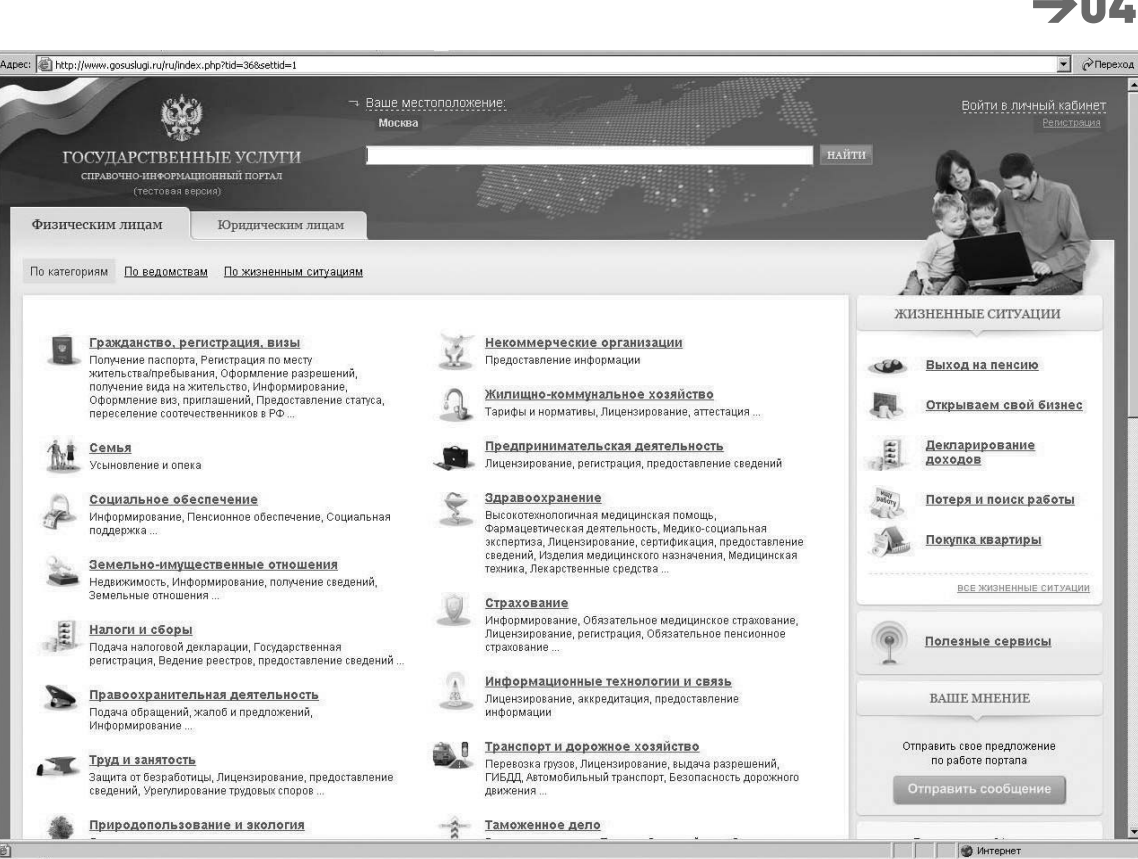 →04
Адрес: http://www.gosuslugi.ru/ru/index.php?tid=36&settid=1 Переход
Ваше местоположение:
Москва
Войти в личный кабинет
Регистрация
ГОСУДАРСТВЕННЫЕ УСЛУГИ
СПРАВОЧНО-ИНФОРМАЦИОННЫЙ ПОРТАЛ
(тестовая версия)
НАЙТИ
Физическим лицам Юридическим лицам
По категориям По ведомствам По жизненным ситуациям
Гражданство, регистрация, визы
Получение паспорта, Регистрация по месту
жительства/пребывания, Оформление разрешений,
получение вида на жительство, Информирование,
Оформление виз, приглашений, Предоставление статуса,
переселение соотечественников в РФ ...
Семья
Усыновление и опека
Социальное обеспечение
Информирование, Пенсионное обеспечение, Социальная
поддержка ...
Земельно-имущественные отношения
Недвижимость, Информирование, получение сведений,
Земельные отношения ...
Налоги и сборы
Подача налоговой декларации, Государственная
регистрация, Ведение реестров, предоставление сведений ...
Правоохранительная деятельность
Подача обращений, жалоб и предложений,
Информирование ...
Труд и занятость
Защита от безработицы, Лицензирование, предоставление
сведений, Урегулирование трудовых споров ...
Природопользование и экология
Некоммерческие организации
Предоставление информации
Жилищно-коммунальное хозяйство
Тарифы и нормативы, Лицензирование, аттестация ...
Предпринимательская деятельность
Лицензирование, регистрация, предоставление сведений
Здравоохранение
Высокотехнологичная медицинская помощь,
Фармацевтическая деятельность, Медико-социальная
экспертиза, Лицензирование, сертификация, предоставление
сведений, Изделия медицинского назначения, Медицинская
техника, Лекарственные средства ...
Страхование
Информирование, Обязательное медицинское страхование,
Лицензирование, регистрация, Обязательное пенсионное
страхование ...
Информационные технологии и связь
Лицензирование, аккредитация, предоставление
информации
Транспорт и дорожное хозяйство
Перевозка грузов, Лицензирование, выдача разрешений,
ГИБДД, Автомобильный транспорт, Безопасность дорожного
движения ...
Таможенное дело
ЖИЗНЕННЫЕ СИТУАЦИИ
Выход на пенсию
Открываем свой бизнес
Декларирование
доходов
Ищу
работу
Потеря и поиск работы
Покупка квартиры
ВСЕ ЖИЗНЕННЫЕ СИТУАЦИИ
Полезные сервисы
ВАШЕ МНЕНИЕ
Отправить свое предложение
по работе портала
Отправить сообщение
Интернет